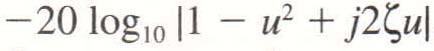 −20 log₁₀ |1 − u² + j2ζu|